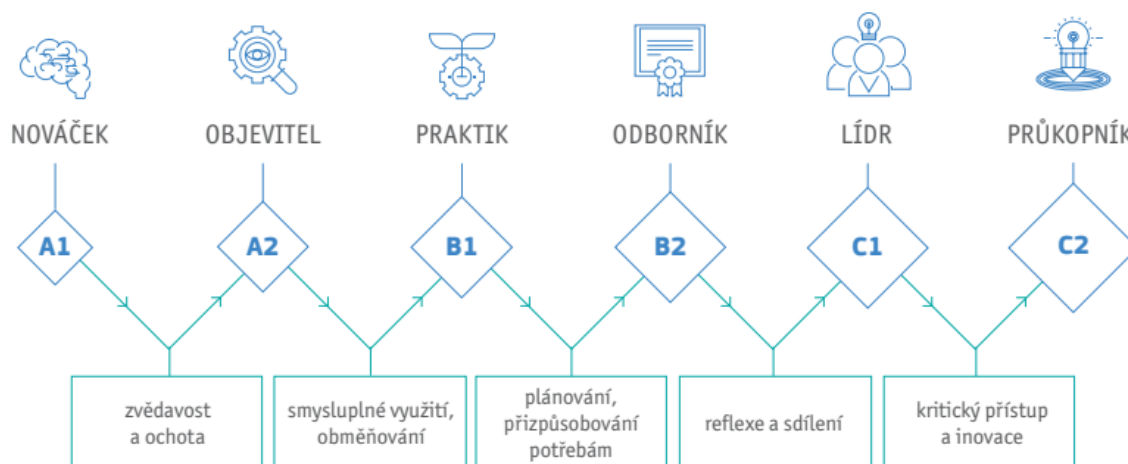 NOVÁČEK
OBJEVITEL
PRAKTIK
ODBORNÍK
LÍDR
PRŮKOPNÍK
A1
A2
B1
B2
C1
C2
zvědavost
a ochota
smysluplné využití,
obměňování
plánování,
přizpůsobování
potřebám
reflexe a sdílení
kritický přístup
a inovace